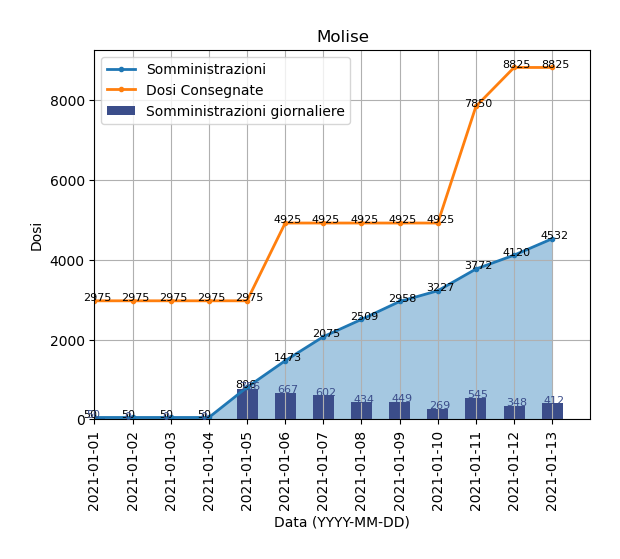 Molise
Somministrazioni
Dosi Consegnate
Somministrazioni giornaliere
Dosi
8000
6000
4000
2000
0
2975 2975 2975 2975 2975 4925 4925 4925 4925 4925 7850 8825 8825
50 50 50 50 806 1473 2075 2509 2958 3227 3772 4120 4532
667 602 434 449 269 545 348 412
2021-01-01
2021-01-02
2021-01-03
2021-01-04
2021-01-05
2021-01-06
2021-01-07
2021-01-08
2021-01-09
2021-01-10
2021-01-11
2021-01-12
2021-01-13
Data (YYYY-MM-DD)